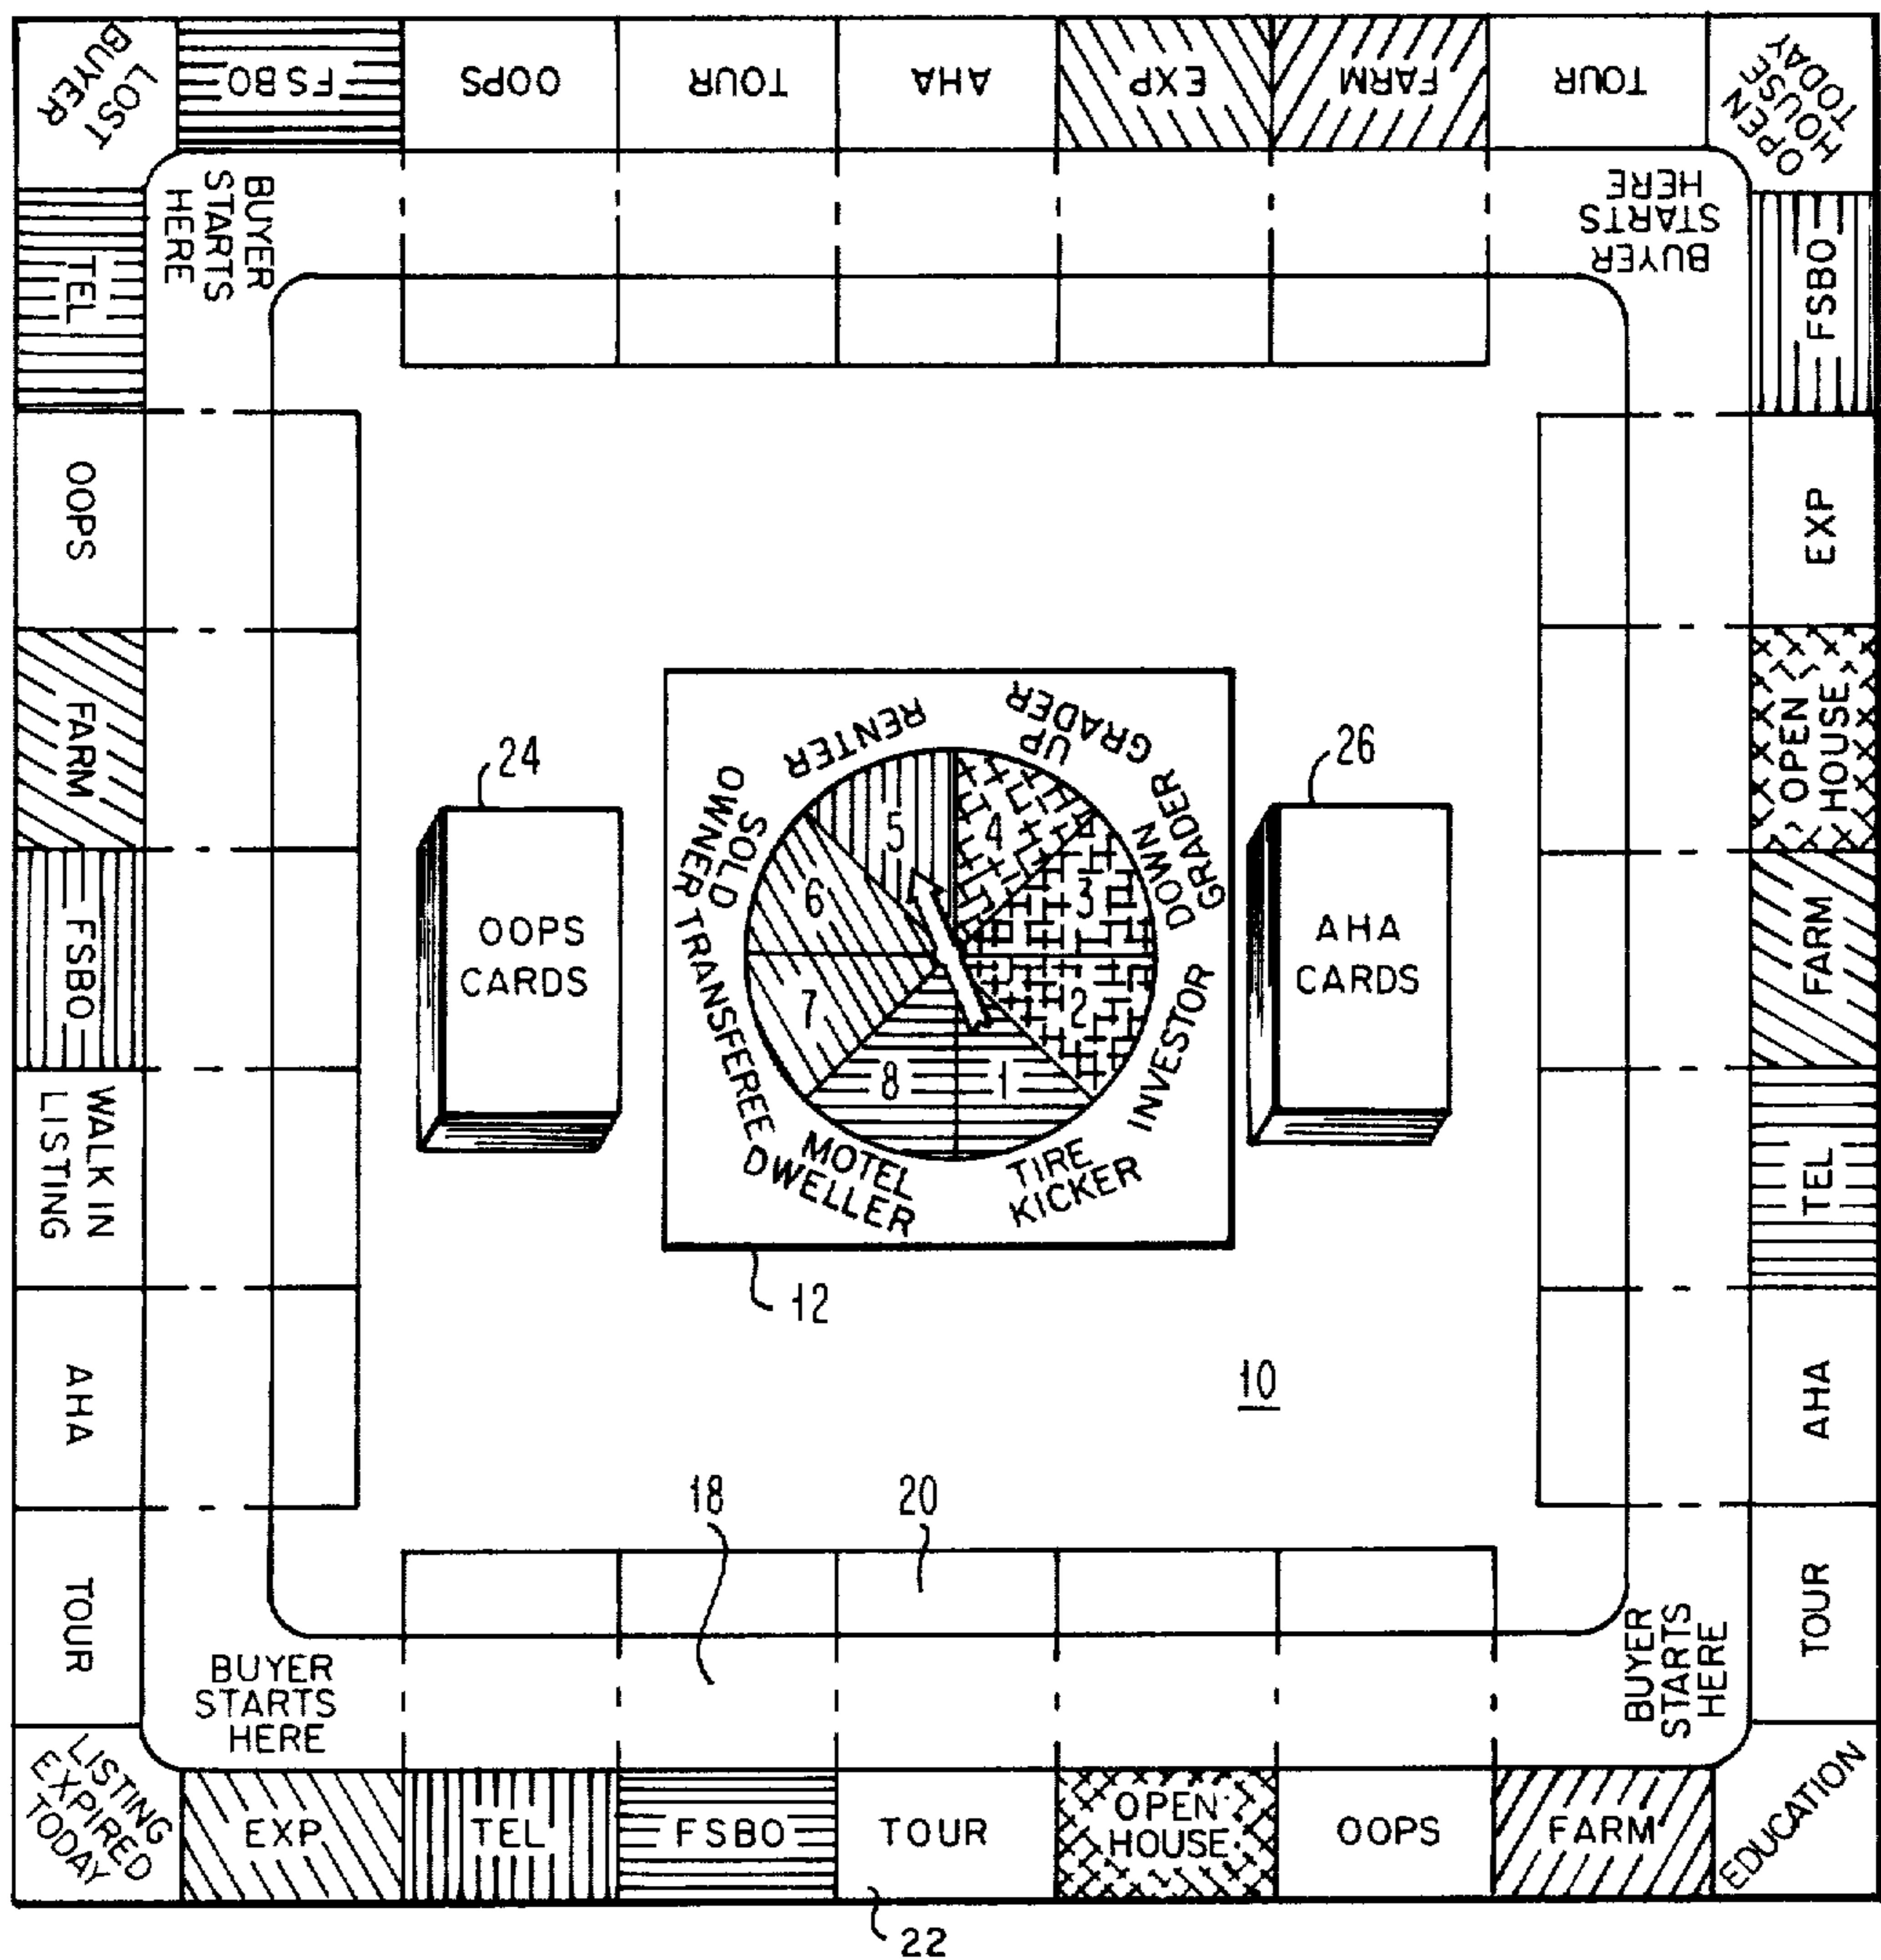 LOST
BUYER
FSBO
OOPS
TOUR
AHA
EXP
FARM
TOUR
OPEN
HOUSE
TODAY
BUYER
STARTS
HERE
BUYER
STARTS
HERE
TEL
OOPS
FARM
FSBO
WALK IN
LISTING
AHA
TOUR
FSBO
EXP
OPEN
HOUSE
FARM
TEL
AHA
TOUR
24
OOPS
CARDS
RENTER
UP
GRADER
DOWN
GRADER
INVESTOR
TIRE
KICKER
MOTEL
DWELLER
TRANSFEREE
SOLD
OWNER
5
4
3
2
1
8
7
6
12
26
AHA
CARDS
10
18
20
BUYER
STARTS
HERE
BUYER
STARTS
HERE
LISTING
EXPIRED
TODAY
EXP
TEL
FSBO
TOUR
OPEN
HOUSE
OOPS
FARM
EDUCATION
22